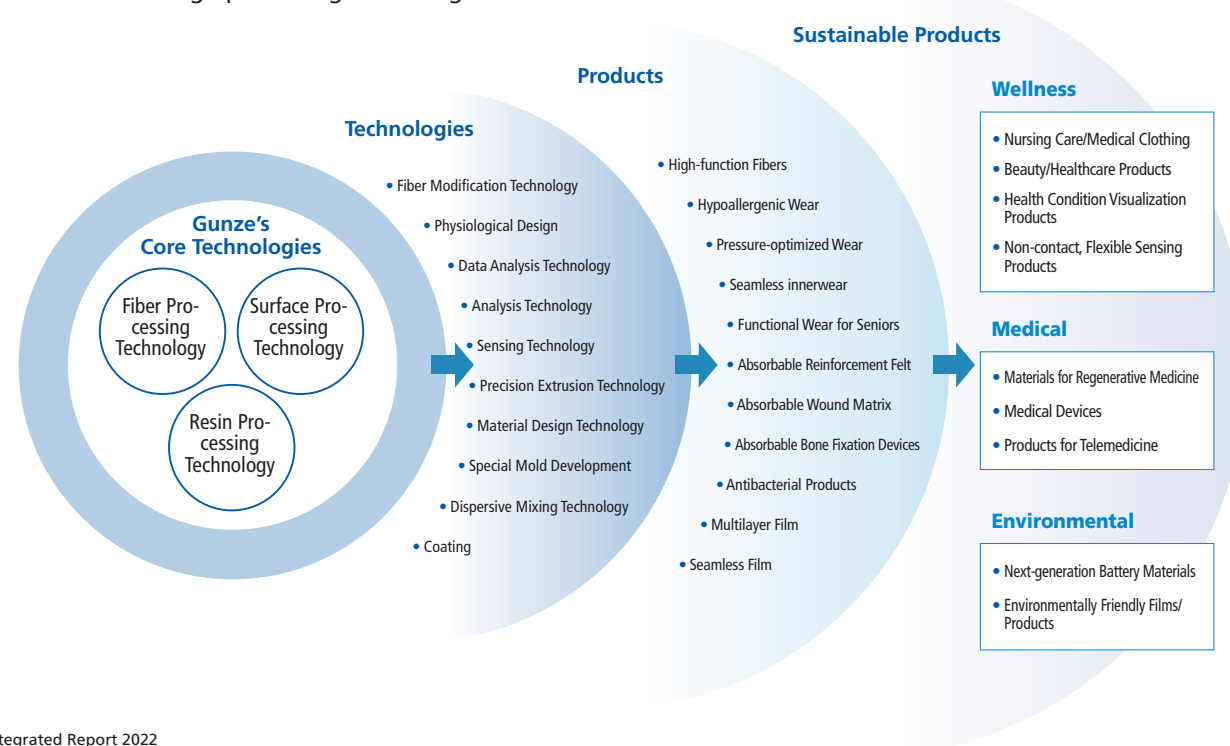 Sustainable Products
Products
Technologies
Gunze's
Core Technologies
Fiber Pro-
cessing
Technology
Surface Pro-
cessing
Technology
Resin Pro-
cessing
Technology
• Fiber Modification Technology
• Physiological Design
• Data Analysis Technology
• Analysis Technology
• Sensing Technology
• Precision Extrusion Technology
• Material Design Technology
• Special Mold Development
• Dispersive Mixing Technology
• Coating
• High-function Fibers
• Hypoallergenic Wear
• Pressure-optimized Wear
• Seamless innerwear
• Functional Wear for Seniors
• Absorbable Reinforcement Felt
• Absorbable Wound Matrix
• Absorbable Bone Fixation Devices
• Antibacterial Products
• Multilayer Film
• Seamless Film
Wellness
• Nursing Care/Medical Clothing
• Beauty/Healthcare Products
• Health Condition Visualization
Products
• Non-contact, Flexible Sensing
Products
Medical
• Materials for Regenerative Medicine
• Medical Devices
• Products for Telemedicine
Environmental
• Next-generation Battery Materials
• Environmentally Friendly Films/
Products
tegrated Report 2022